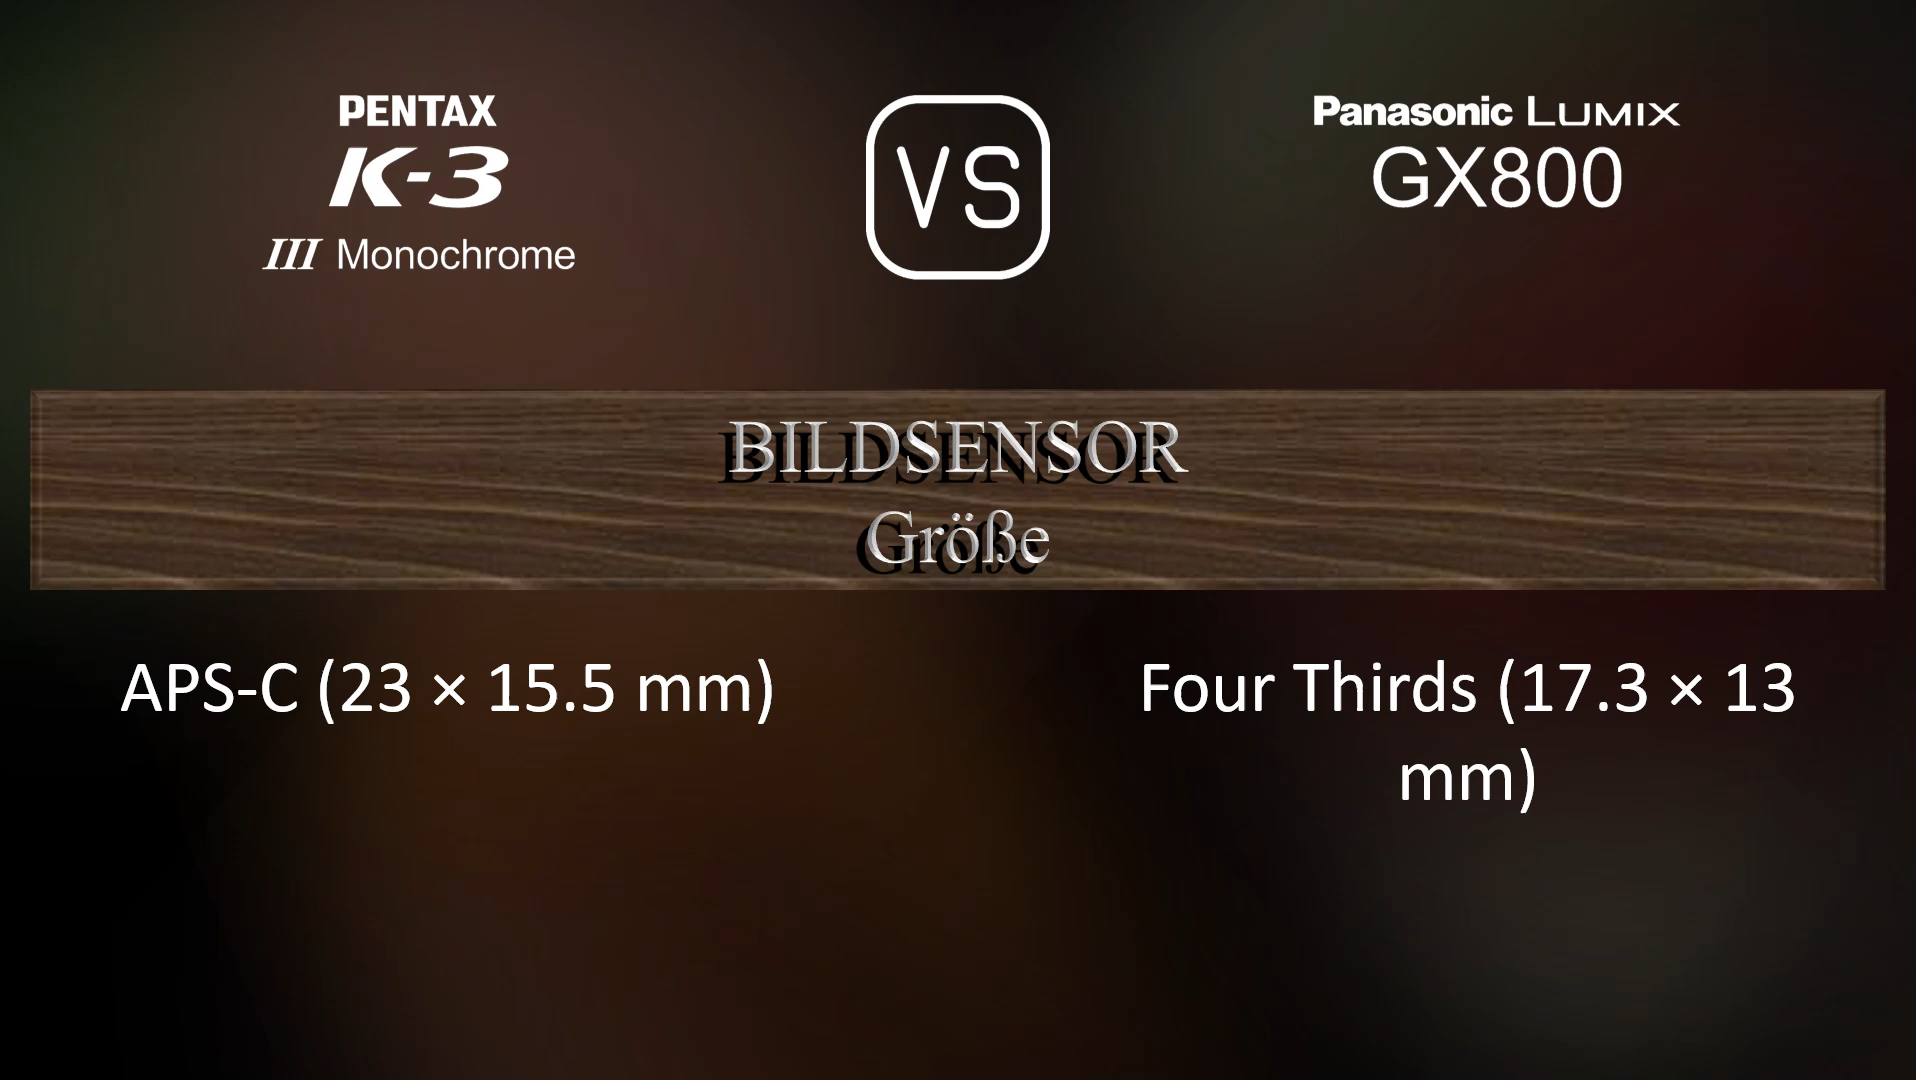 PENTAX
K-3
III Monochrome
VS
Panasonic LUMIX
GX800
BILDSENSOR
Größe
APS-C (23 × 15.5 mm)
Four Thirds (17.3 × 13
mm)